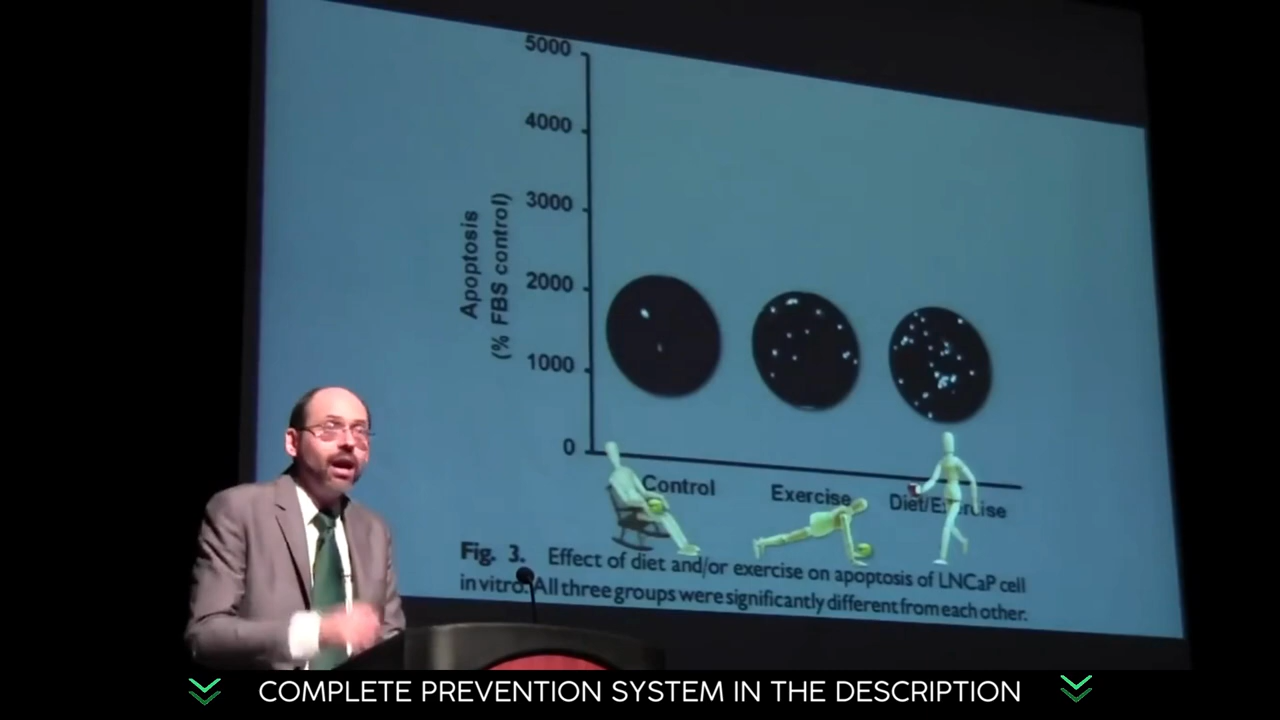 5000
4000
3000
2000
1000
0
Apoptosis
(% FBS control)
Control
Exercise
Diet/Exercise
Fig. 3. Effect of diet and/or exercise on apoptosis of LNCaP cell
in vitro. All three groups were significantly different from each other.
COMPLETE PREVENTION SYSTEM IN THE DESCRIPTION